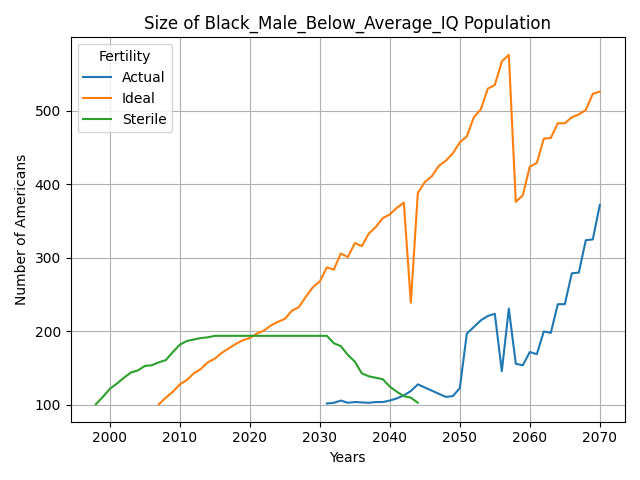 Size of Black_Male_Below_Average_IQ Population
Fertility
Actual
Ideal
Sterile
Number of Americans
500
400
300
200
100
2000 2010 2020 2030 2040 2050 2060 2070
Years